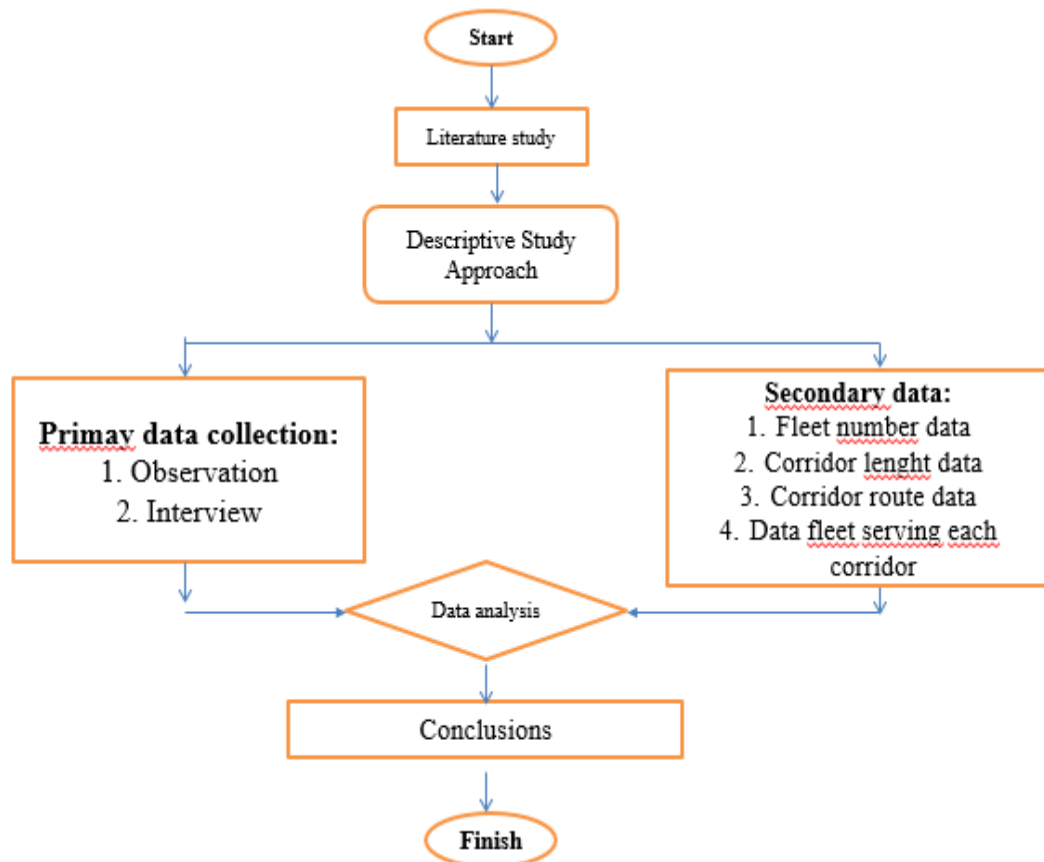 Start
Literature study
Descriptive Study
Approach
Primay data collection:
1. Observation
2. Interview
Secondary data:
1. Fleet number data
2. Corridor lenght data
3. Corridor route data
4. Data fleet serving each
corridor
Data analysis
Conclusions
Finish